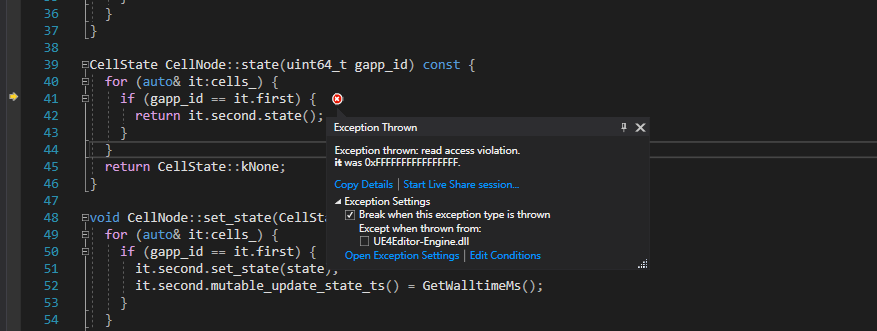 36 }
37 }
38
39 CellState CellNode::state(uint64_t gapp_id) const {
40 for (auto& it:cells_) {
41 if (gapp_id == it.first) {
42 return it.second.state();
43 }
44 }
45 return CellState::kNone;
46 }
47
48 void CellNode::set_state(CellSta
49 for (auto& it:cells_) {
50 if (gapp_id == it.first) {
51 it.second.set_state(state);
52 it.second.mutable_update_state_ts() = GetWalltimeMs();
53 }
54 }
Exception Thrown
Exception thrown: read access violation.
it was 0xFFFFFFFFFFFFFFFF.
Copy Details | Start Live Share session...
Exception Settings
Break when this exception type is thrown
Except when thrown from:
UE4Editor-Engine.dll
Open Exception Settings | Edit Conditions